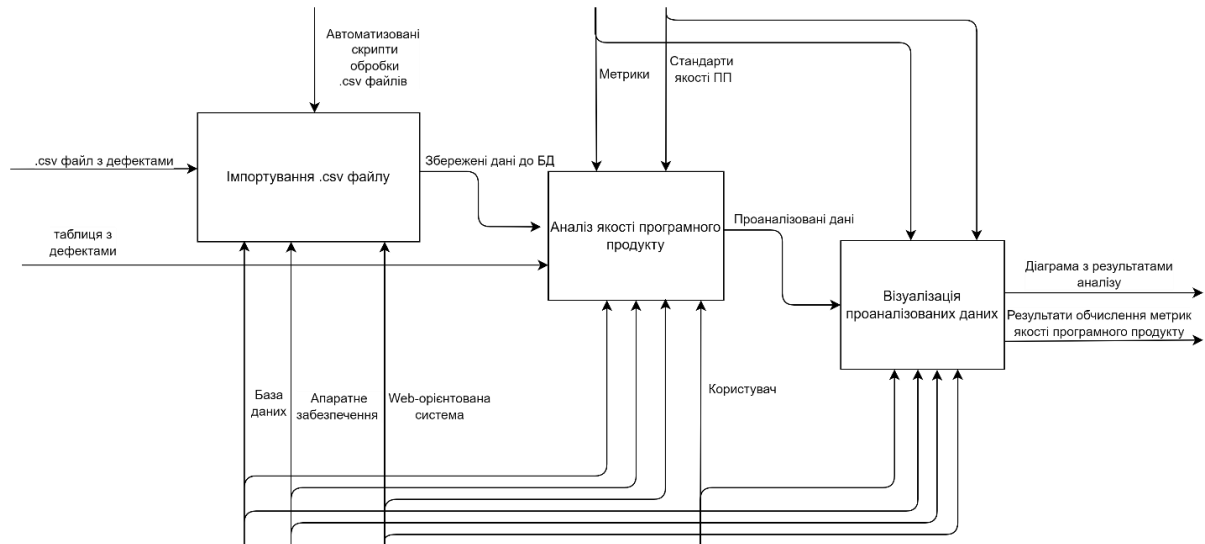 Автоматизовані
скрипти
обробки
.csv файлів
Метрики
Стандарти
якості ПП
.csv файл з дефектами
Імпортування .csv файлу
Збережені дані до БД
таблиця з
дефектами
Аналіз якості програмного
продукту
Проаналізовані дані
Візуалізація
проаналізованих даних
Діаграма з результатами
аналізу
Результати обчислення метрик
якості програмного продукту
База
даних
Апаратне
забезпечення
Web-орієнтована
система
Користувач